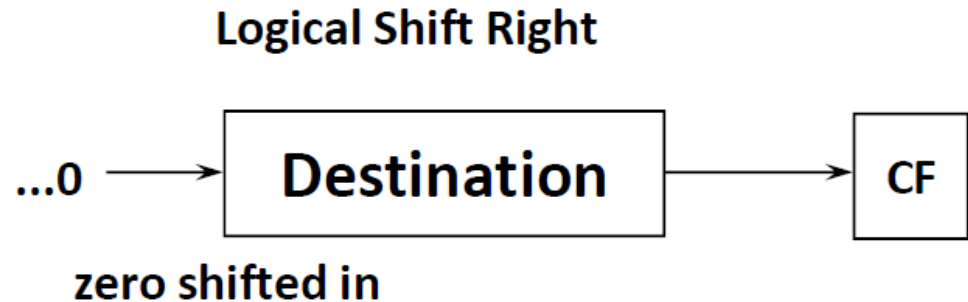 Logical Shift Right
...0 Destination CF
zero shifted in